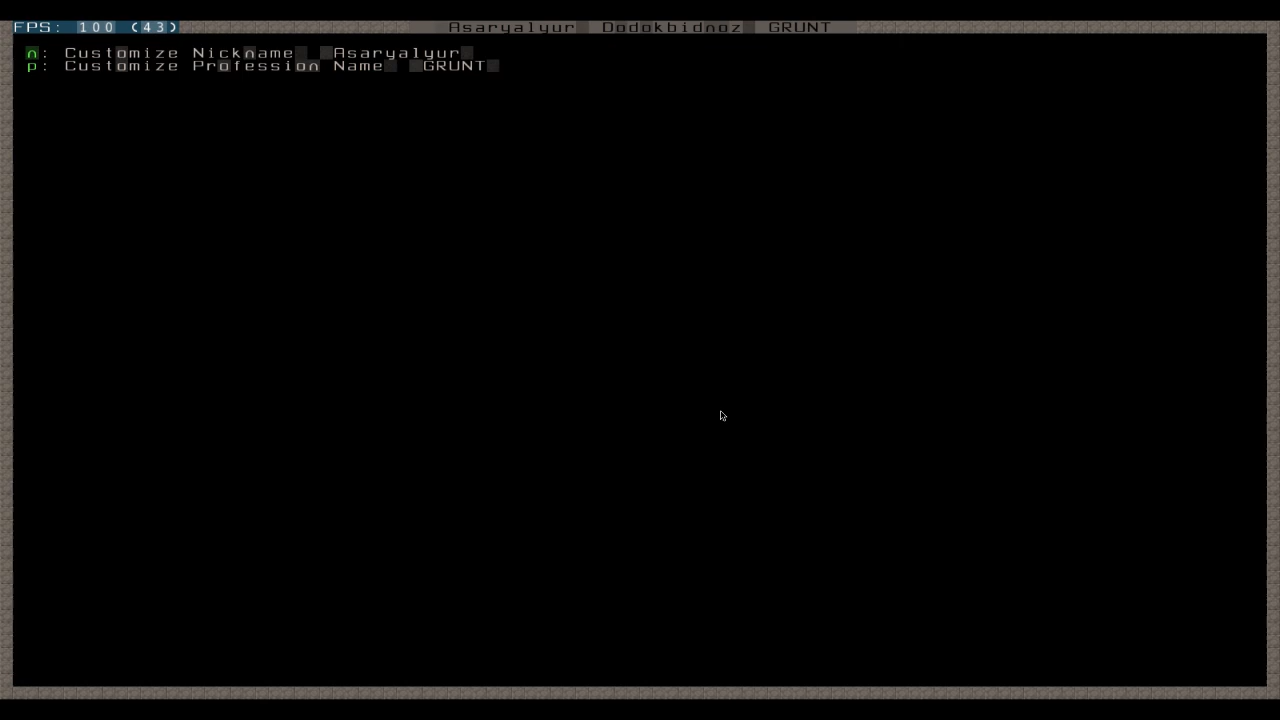 FPS: 100 (43) Asaryalyur Dodokbidnoz GRUNT
n: Customize Nickname Asaryalyur
p: Customize Profession Name GRUNT